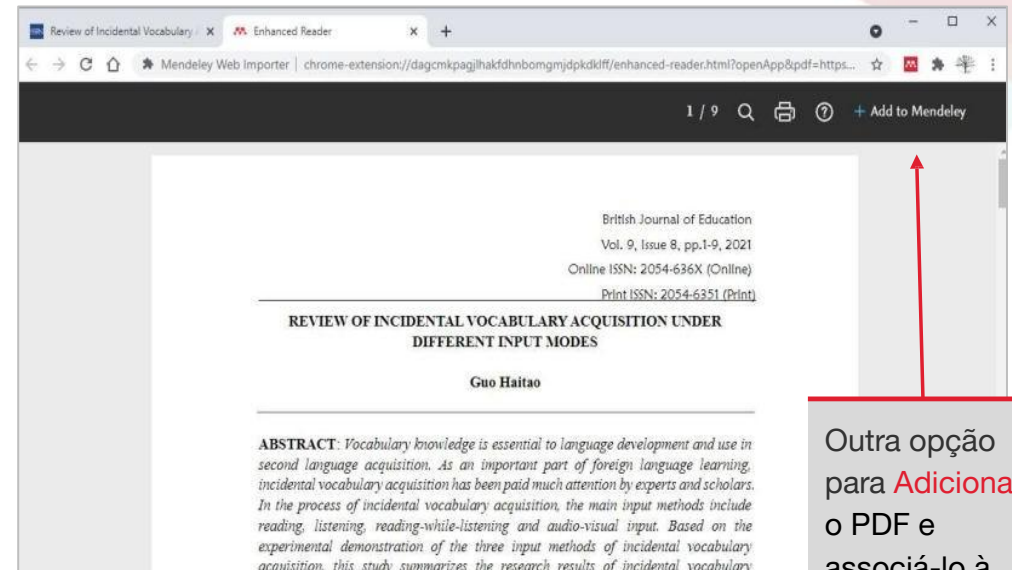 Review of Incidental Vocabulary
Enhanced Reader
Mendeley Web Importer | chrome-extension://dagcmkpagjlhakfdhnbomgmjdpkdklff/enhanced-reader.html?openApp&pdf=https...
1 / 9
+ Add to Mendeley
British Journal of Education
Vol. 9, Issue 8, pp.1-9, 2021
Online ISSN: 2054-636X (Online)
Print ISSN: 2054-6351 (Print)
REVIEW OF INCIDENTAL VOCABULARY ACQUISITION UNDER
DIFFERENT INPUT MODES
Guo Haitao
ABSTRACT: Vocabulary knowledge is essential to language development and use in
second language acquisition. As an important part of foreign language learning,
incidental vocabulary acquisition has been paid much attention by experts and scholars.
In the process of incidental vocabulary acquisition, the main input methods include
reading, listening, reading-while-listening and audio-visual input. Based on the
experimental demonstration of the three input methods of incidental vocabulary
acquisition, this study summarizes the research results of incidental vocabulary
Outra opção
para Adiciona
o PDF e
associá-lo à